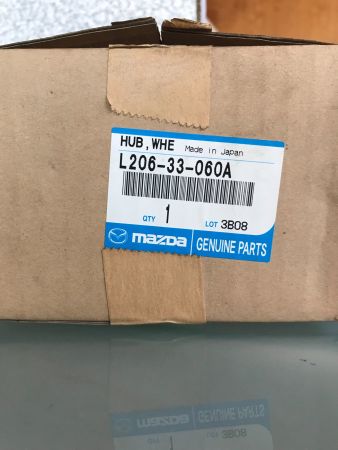 HUB, WHE Made in Japan
L206-33-060A
QTY 1 LOT 3B08
mazda GENUINE PARTS